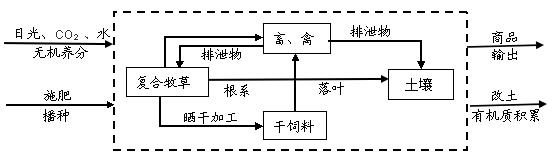 日光、CO2、水
无机养分
施肥
播种
排泄物
畜、禽
排泄物
复合牧草
根系
落叶
土壤
晒干加工
干饲料
商品
输出
改土
有机质积累